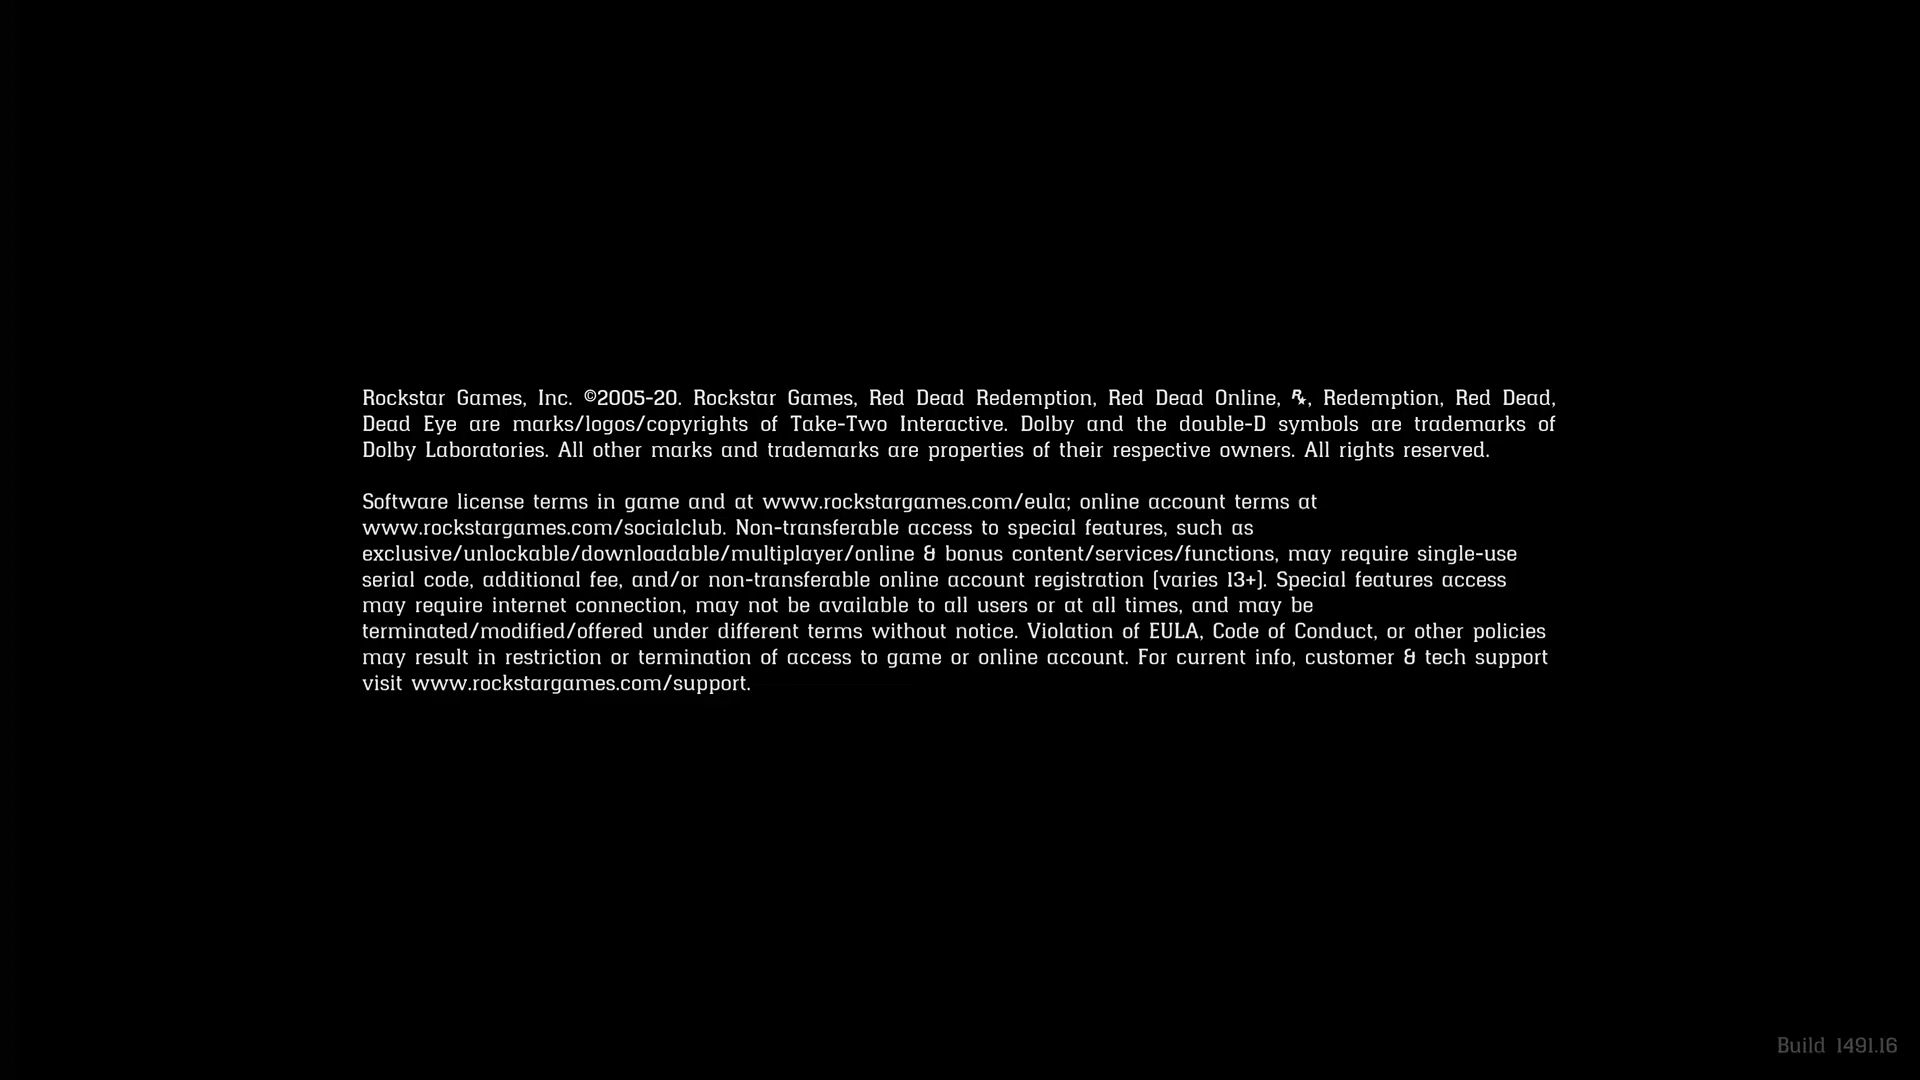 Rockstar Games, Inc. ©2005-20. Rockstar Games, Red Dead Redemption, Red Dead Online, R★, Redemption, Red Dead,
Dead Eye are marks/logos/copyrights of Take-Two Interactive. Dolby and the double-D symbols are trademarks of
Dolby Laboratories. All other marks and trademarks are properties of their respective owners. All rights reserved.
Software license terms in game and at www.rockstargames.com/eula; online account terms at
www.rockstargames.com/socialclub. Non-transferable access to special features, such as
exclusive/unlockable/downloadable/multiplayer/online & bonus content/services/functions, may require single-use
serial code, additional fee, and/or non-transferable online account registration (varies 13+). Special features access
may require internet connection, may not be available to all users or at all times, and may be
terminated/modified/offered under different terms without notice. Violation of EULA, Code of Conduct, or other policies
may result in restriction or termination of access to game or online account. For current info, customer & tech support
visit www.rockstargames.com/support.
Build 1491.16